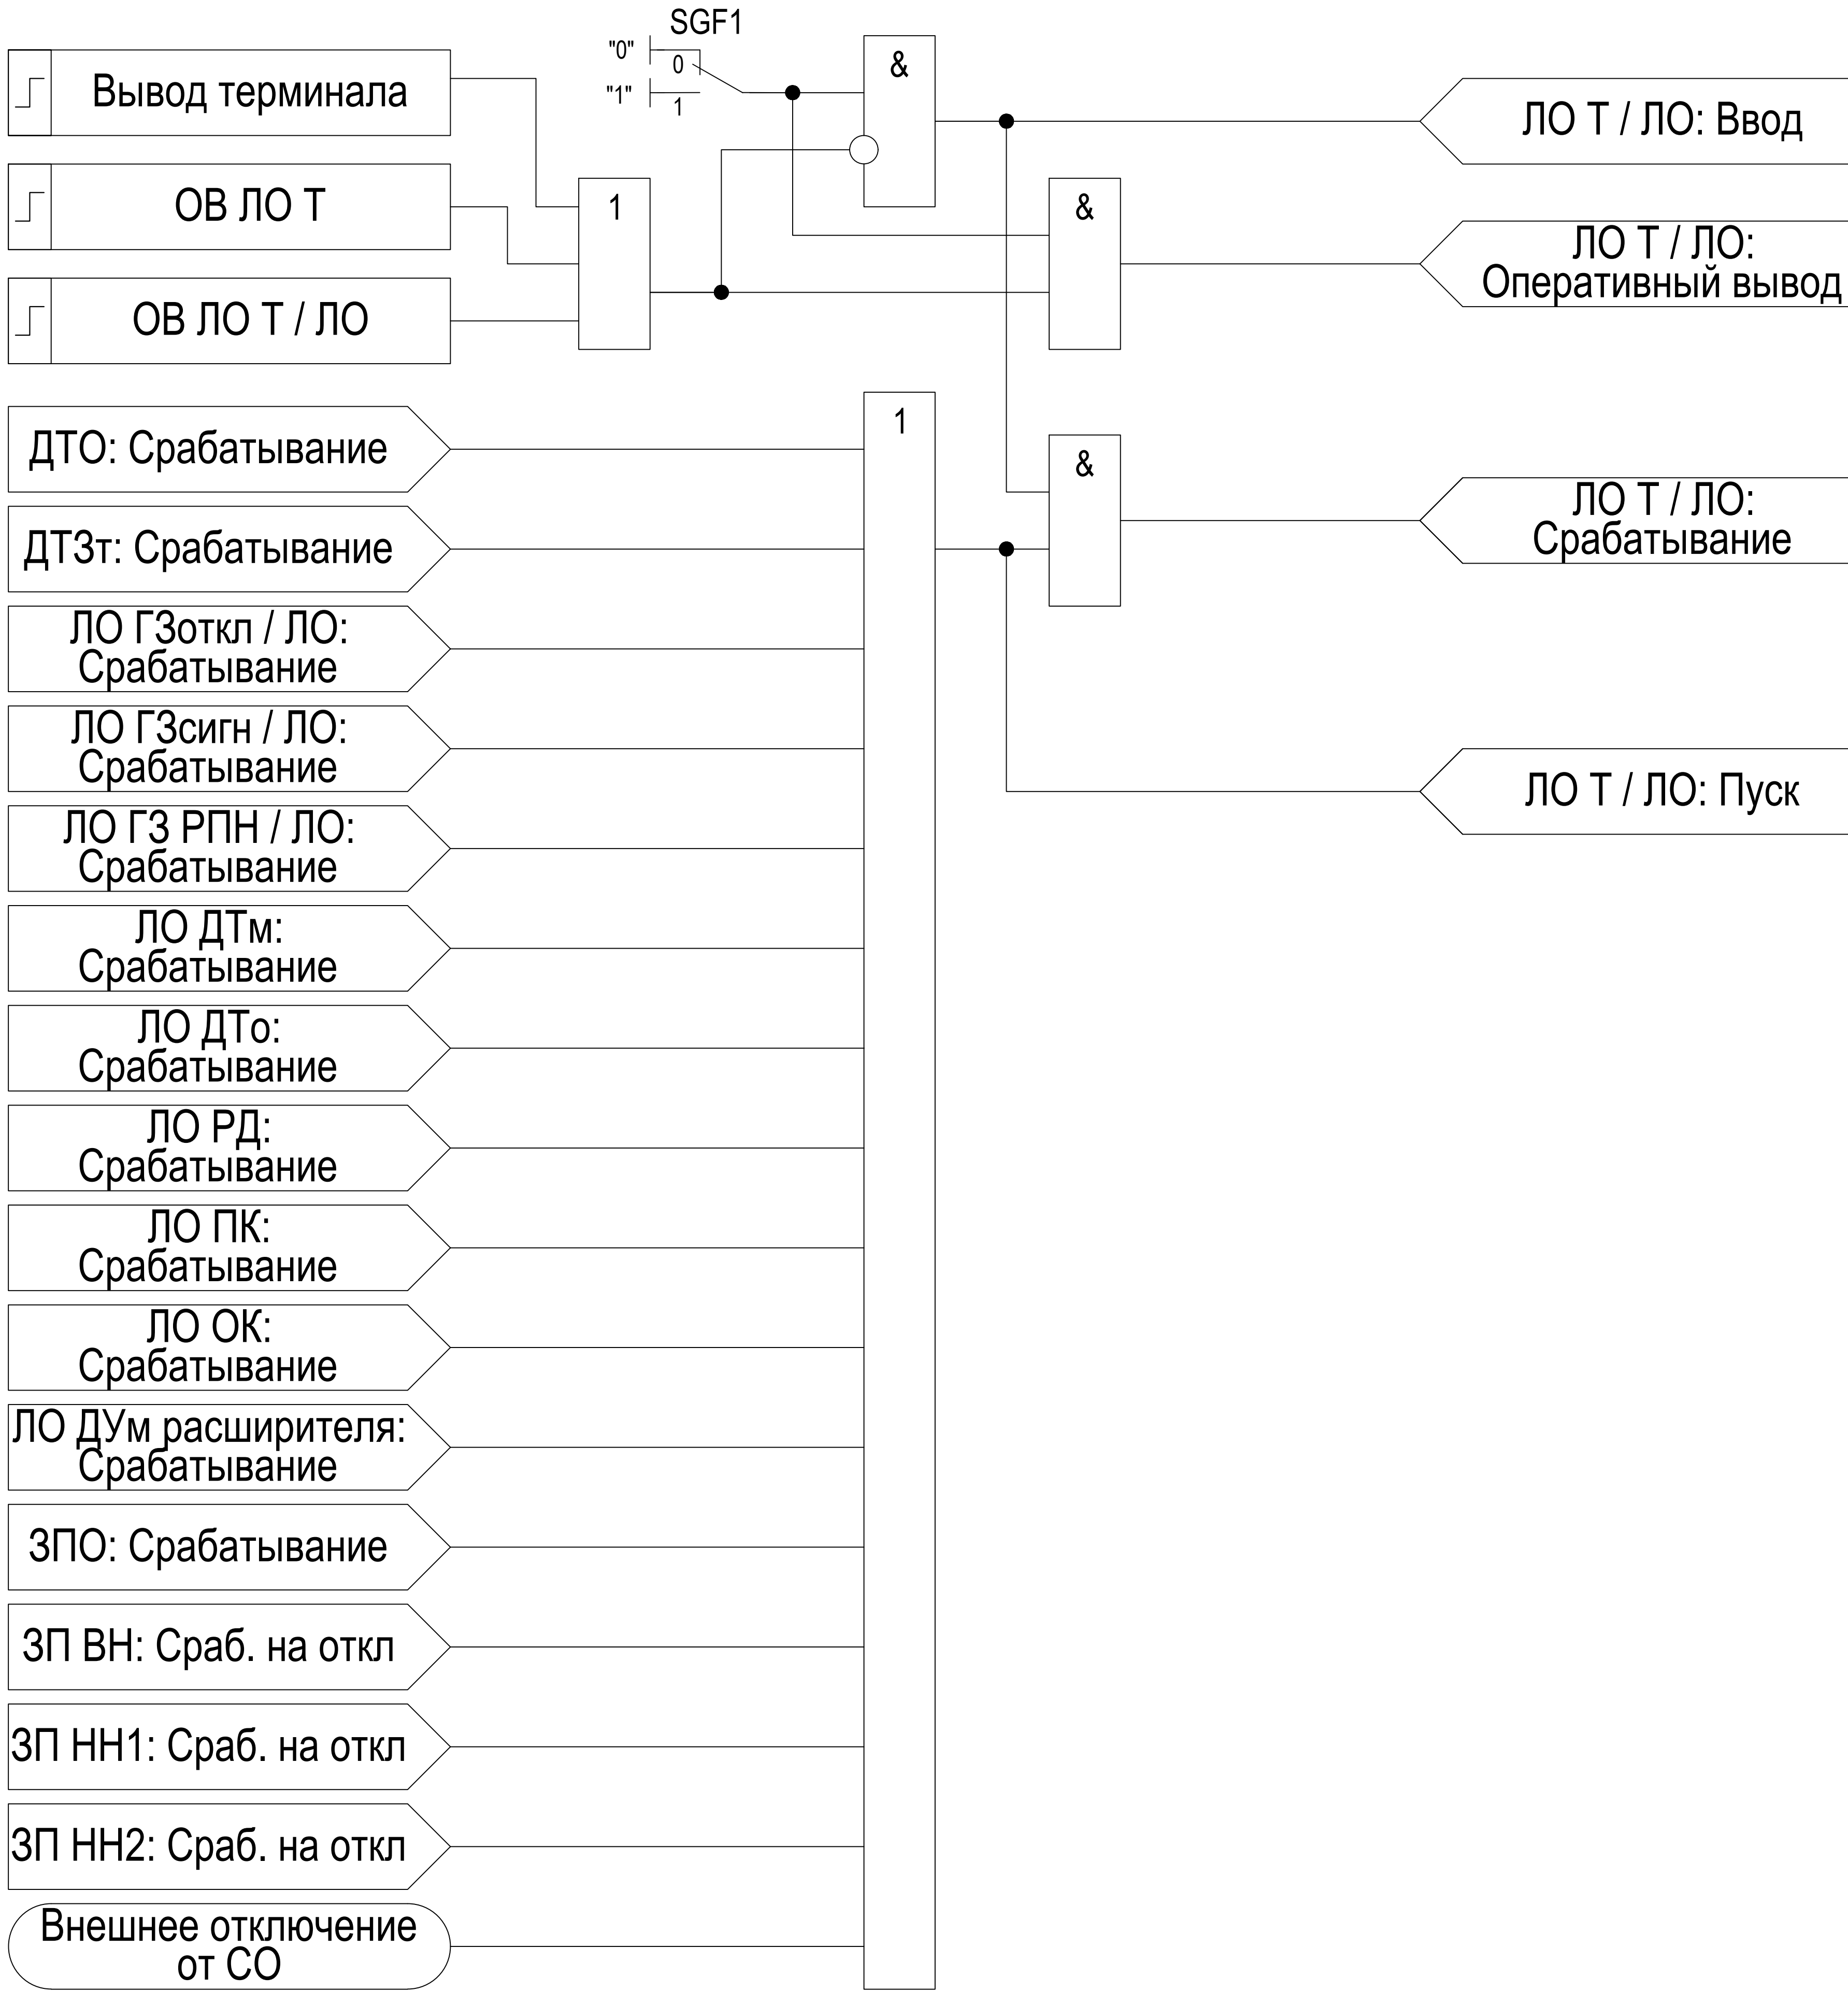 SGF1
"0"
0
"1"
1
&
Вывод терминала
ЛО Т / ЛО: Ввод
ОВ ЛО Т
1
&
ЛО Т / ЛО:
Оперативный вывод
ОВ ЛО Т / ЛО
1
ДТО: Срабатывание
&
ЛО Т / ЛО:
Срабатывание
ДТЗт: Срабатывание
ЛО ГЗоткл / ЛО:
Срабатывание
ЛО ГЗсигн / ЛО:
Срабатывание
ЛО Т / ЛО: Пуск
ЛО ГЗ РПН / ЛО:
Срабатывание
ЛО ДТм:
Срабатывание
ЛО ДТо:
Срабатывание
ЛО РД:
Срабатывание
ЛО ПК:
Срабатывание
ЛО ОК:
Срабатывание
ЛО ДУм расширителя:
Срабатывание
ЗПО: Срабатывание
ЗП ВН: Сраб. на откл
ЗП НН1: Сраб. на откл
ЗП НН2: Сраб. на откл
Внешнее отключение
от СО